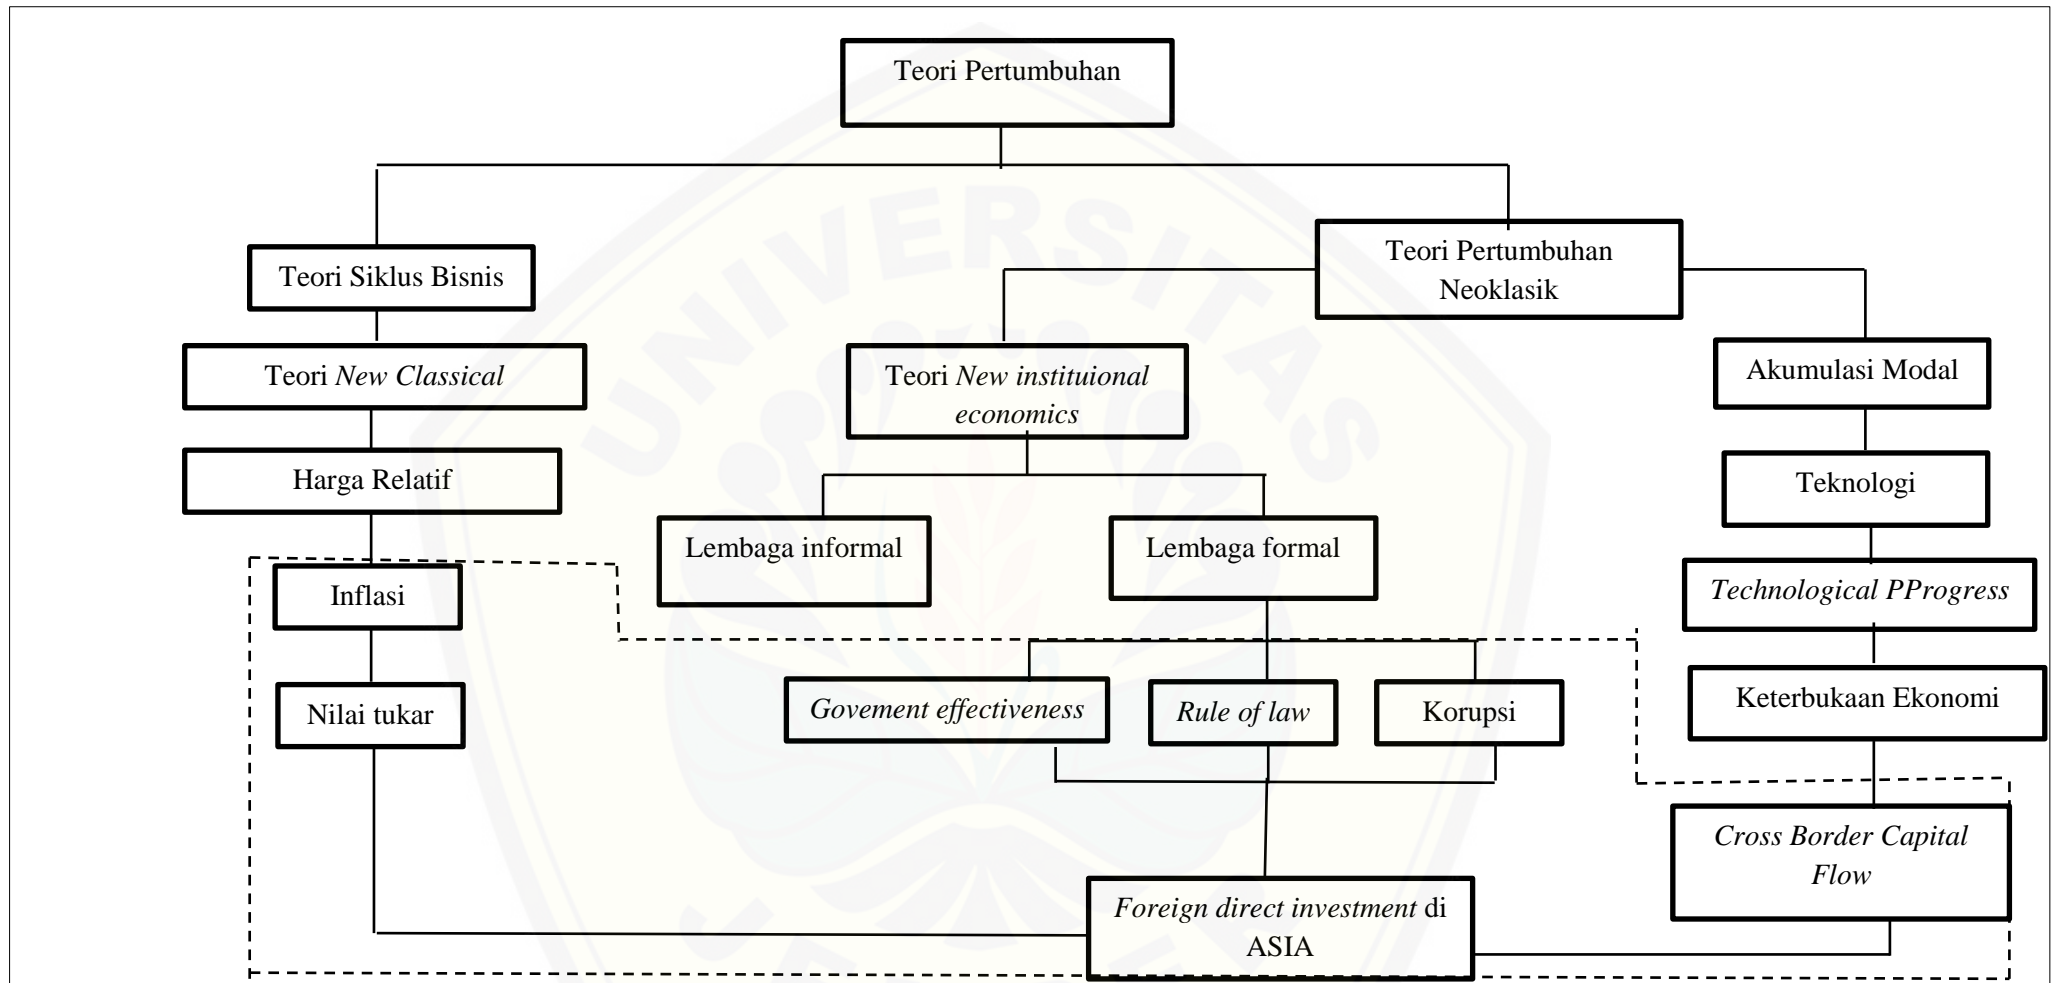 Teori Pertumbuhan
Teori Siklus Bisnis
Teori Pertumbuhan
Neoklasik
Teori New Classical
Teori New instituional
economics
Akumulasi Modal
Harga Relatif
Teknologi
Lembaga informal
Lembaga formal
Inflasi
Technological PProgress
Nilai tukar
Govement effectiveness
Rule of law
Korupsi
Keterbukaan Ekonomi
Cross Border Capital
Flow
Foreign direct investment di
ASIA
UNIVERSITAS